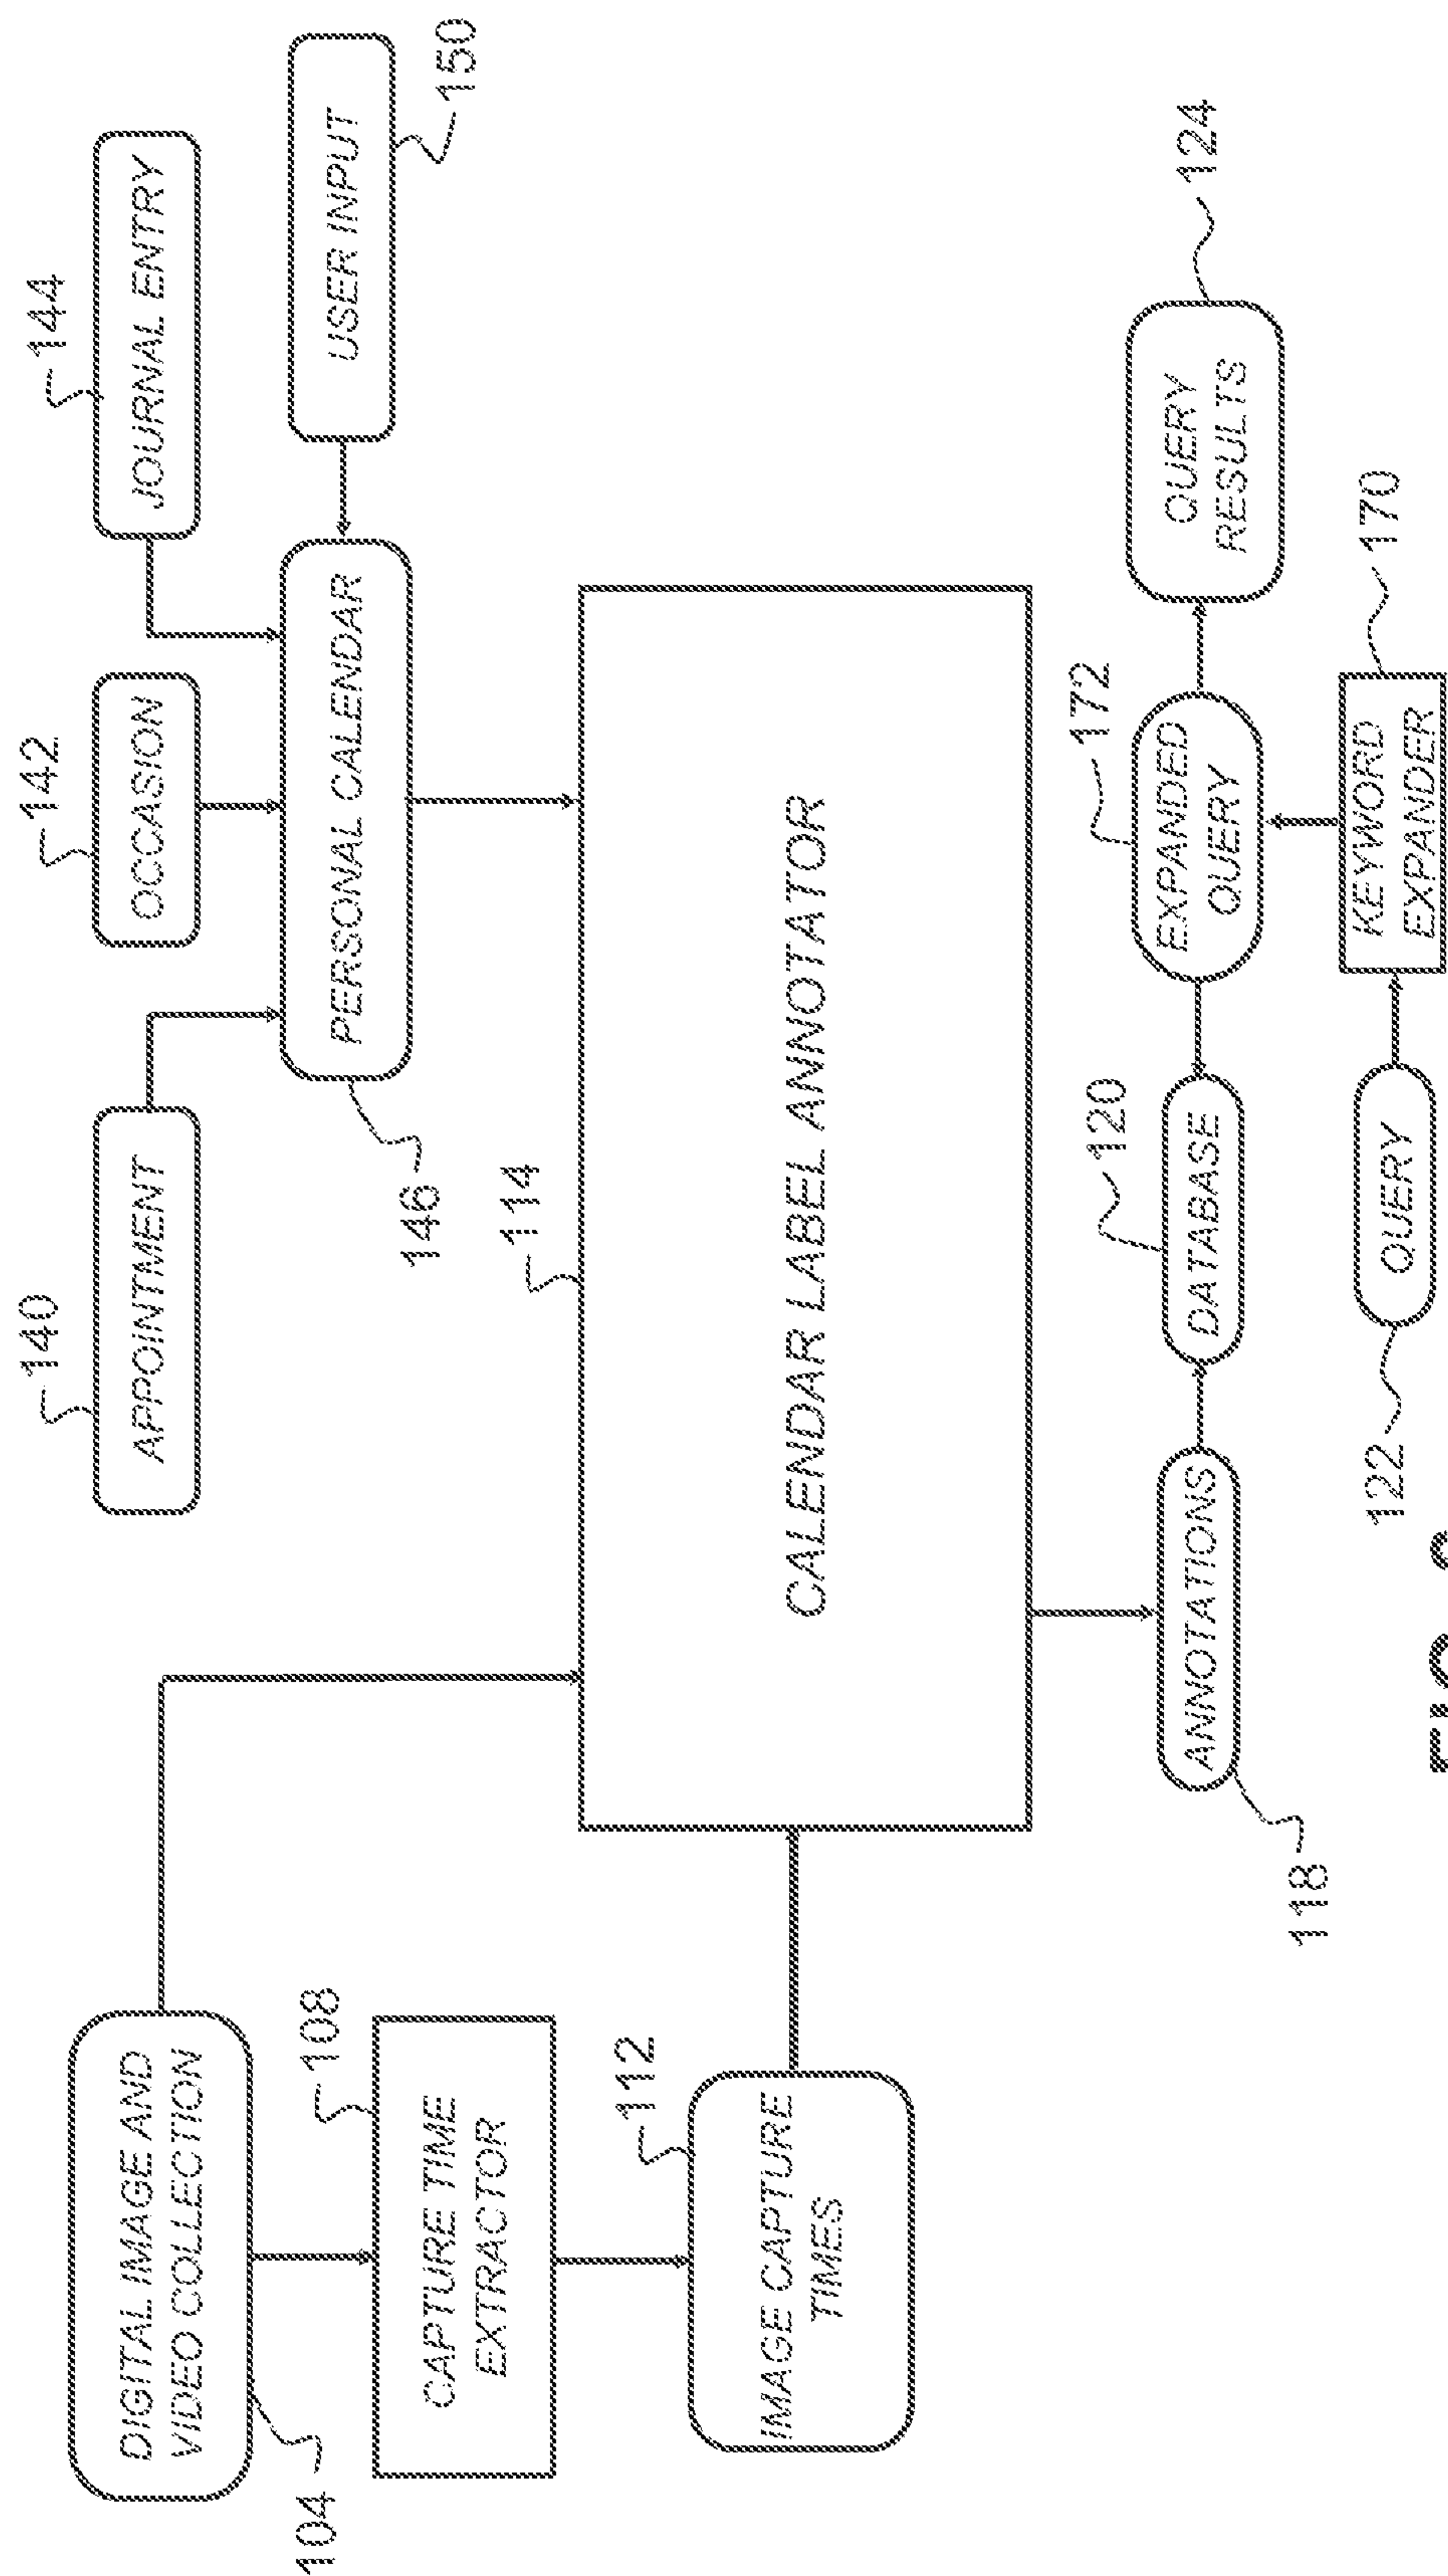 140
142
144
APPOINTMENT
OCCASION
JOURNAL ENTRY
DIGITAL IMAGE AND
VIDEO COLLECTION
104
PERSONAL CALENDAR
146
USER INPUT
150
108
CAPTURE TIME
EXTRACTOR
114
CALENDAR LABEL ANNOTATOR
112
IMAGE CAPTURE
TIMES
120
172
124
ANNOTATIONS
118
DATABASE
EXPANDED
QUERY
QUERY
RESULTS
122
QUERY
KEYWORD
EXPANDER
170